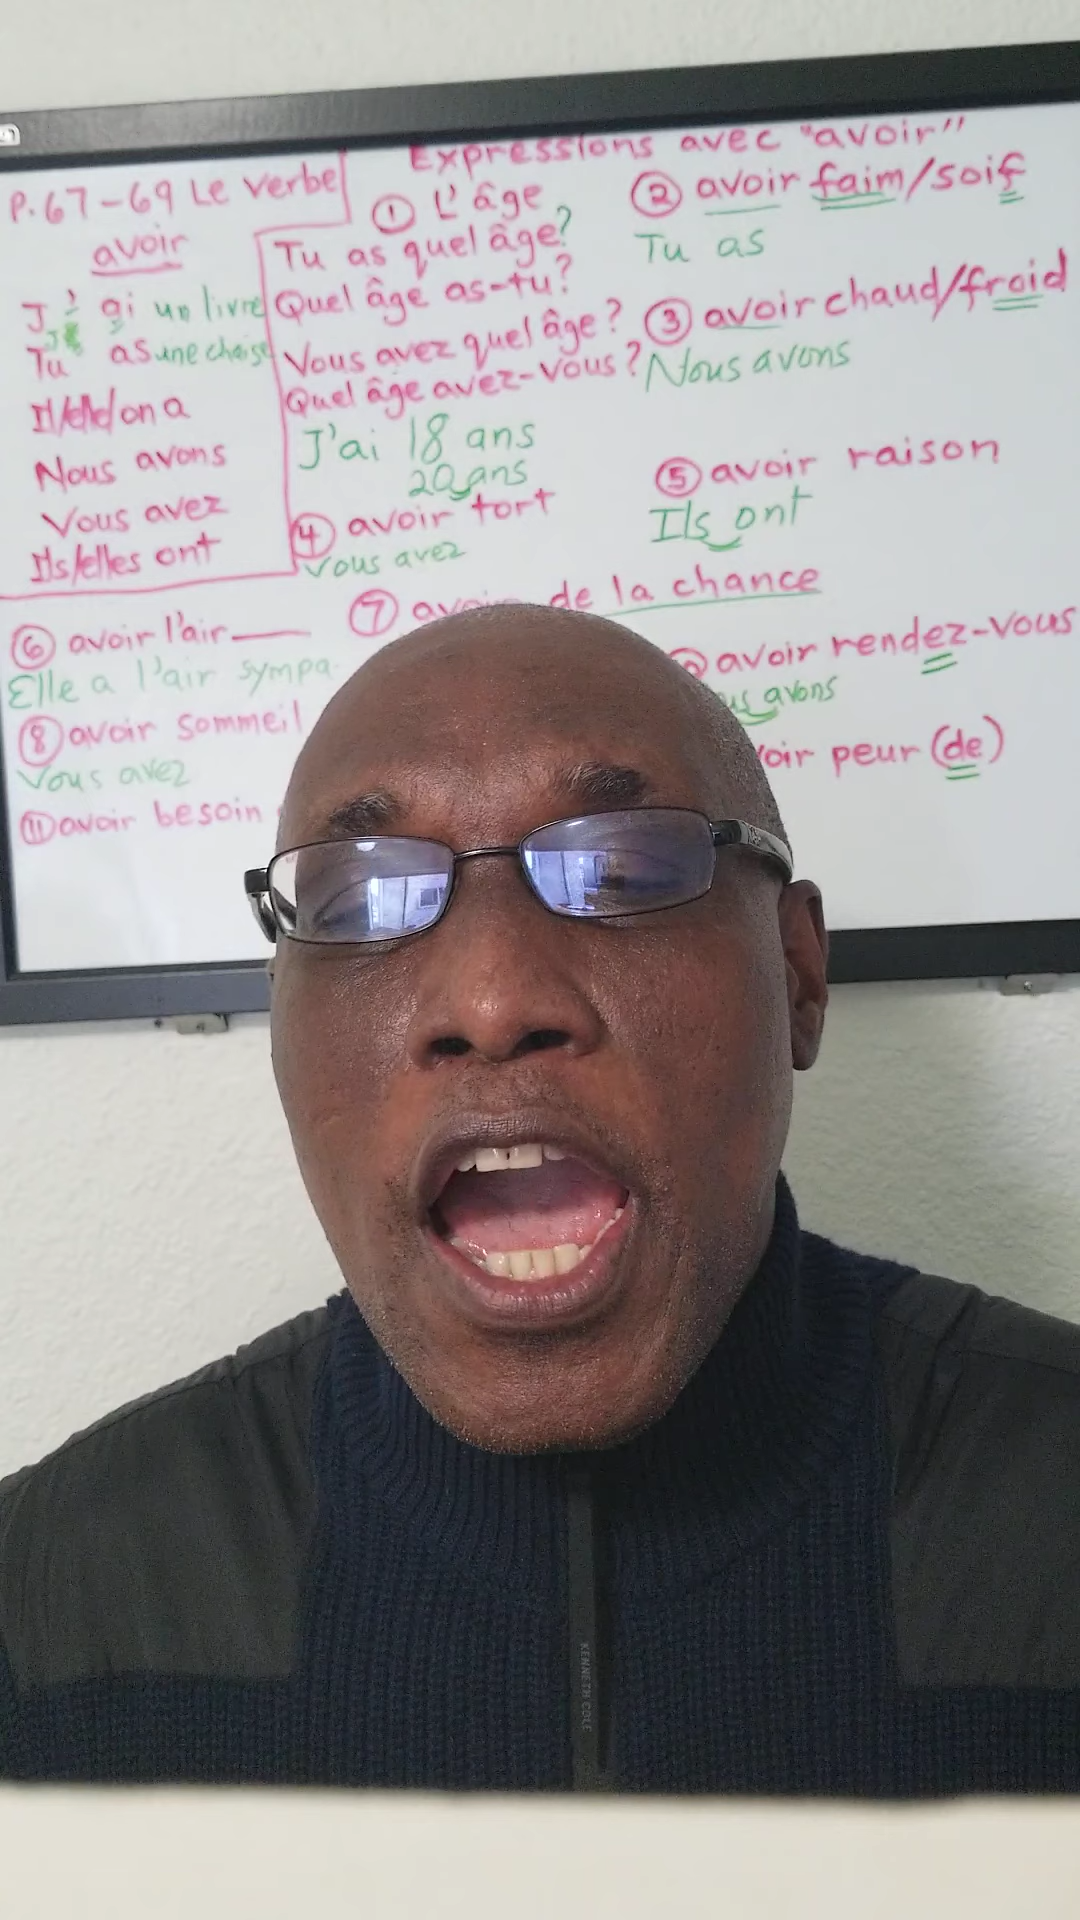 P.67-69 Le verbe
avoir
J'ai un livre
Tu as une chaise
Il/elle/on a
Nous avons
Vous avez
Ils/elles ont
Expressions avec "avoir"
① L'âge
Tu as quel âge?
Quel âge as-tu?
Vous avez quel âge?
Quel âge avez-vous?
J'ai 18 ans
20 ans
② avoir faim/soif
Tu as
③ avoir chaud/froid
Nous avons
④ avoir tort
Vous avez
⑤ avoir raison
Ils ont
⑥ avoir l'air
Elle a l'air sympa.
⑦ de la chance
⑧ avoir sommeil
Vous avez
avoir rendez-vous
avons
peur (de)
⑪ avoir besoin
KENNETH COLE